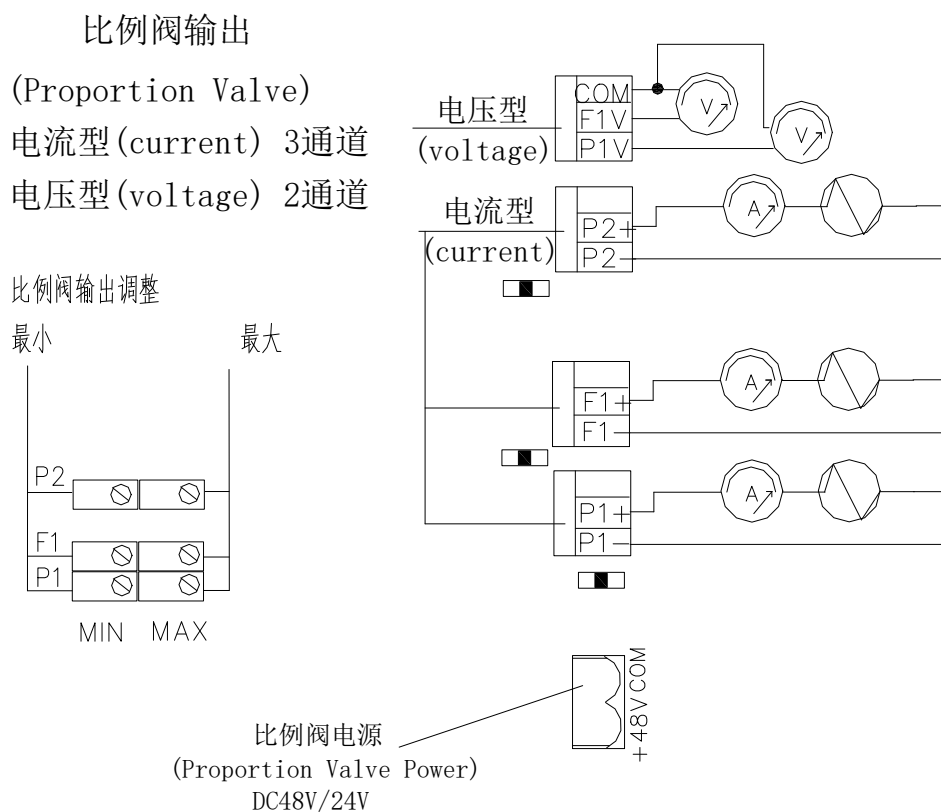 比例阀输出
(Proportion Valve)
电流型(current) 3通道
电压型(voltage) 2通道
电压型
(voltage)
COM
F1V
P1V
V
V
电流型
(current)
P2+
P2-
A
比例阀输出调整
最小
最大
F1+
F1-
A
P2
F1
P1
MIN MAX
P1+
P1-
A
+48V COM
比例阀电源
(Proportion Valve Power)
DC48V/24V